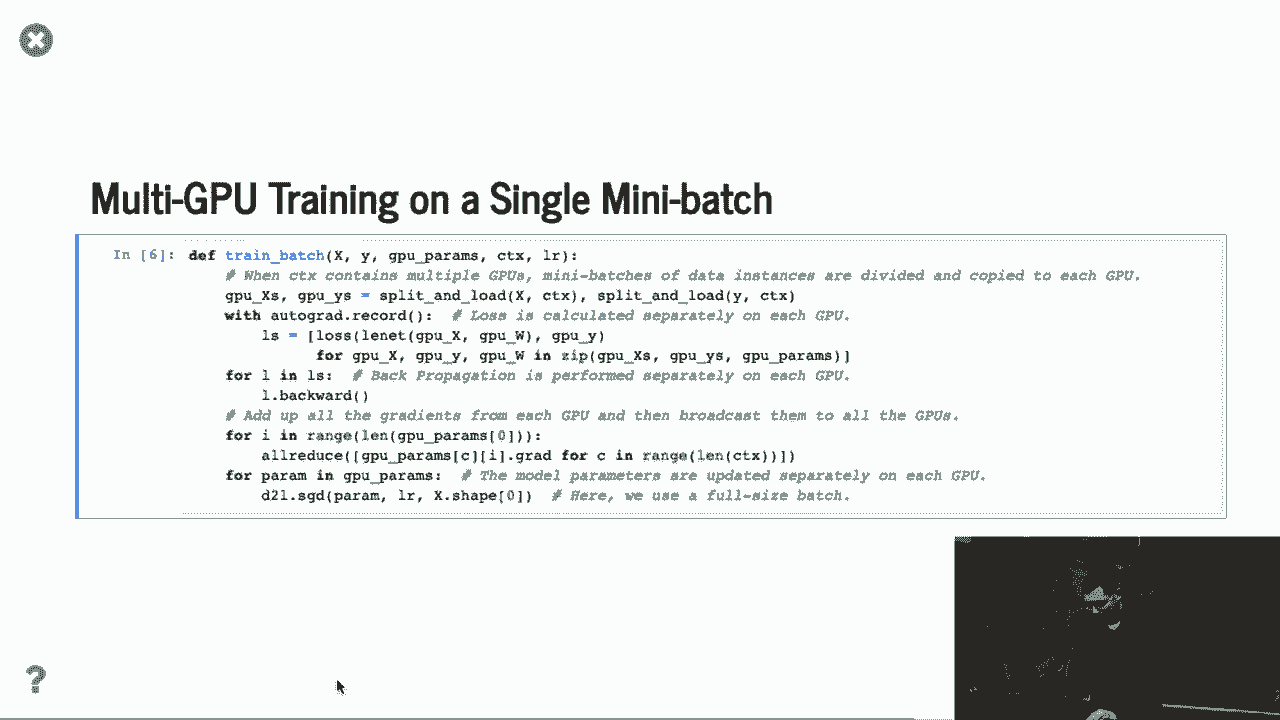 Multi-GPU Training on a Single Mini-batch
In [6]: def train_batch(X, y, gpu_params, ctx, lr):
    # When ctx contains multiple GPUs, mini-batches of data instances are divided and copied to each GPU.
    gpu_Xs, gpu_ys = split_and_load(X, ctx), split_and_load(y, ctx)
    with autograd.record():  # Loss is calculated separately on each GPU.
        ls = [loss(lenet(gpu_X, gpu_W), gpu_y)
              for gpu_X, gpu_y, gpu_W in zip(gpu_Xs, gpu_ys, gpu_params)]
    for l in ls:  # Back Propagation is performed separately on each GPU.
        l.backward()
    # Add up all the gradients from each GPU and then broadcast them to all the GPUs.
    for i in range(len(gpu_params[0])):
        allreduce([gpu_params[c][i].grad for c in range(len(ctx))])
    for param in gpu_params:  # The model parameters are updated separately on each GPU.
        d2l.sgd(param, lr, X.shape[0])  # Here, we use a full-size batch.
?